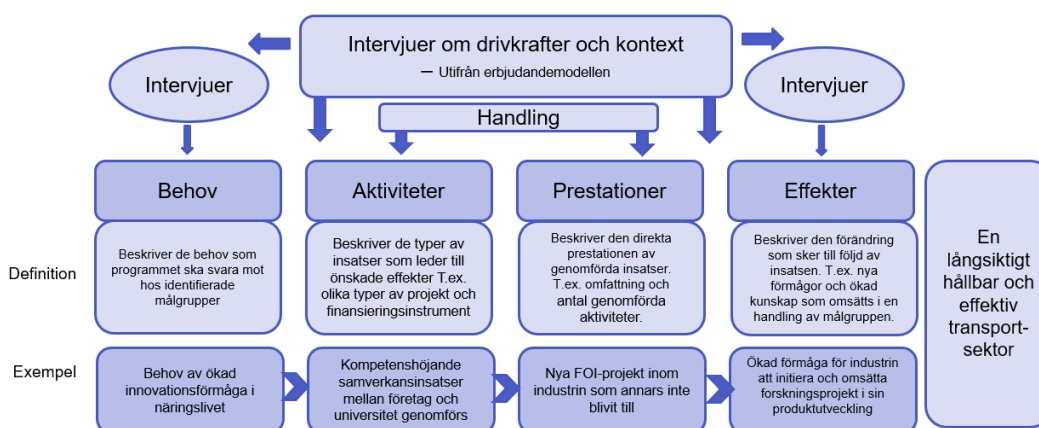 Intervjuer om drivkrafter och kontext
— Utifrån erbjudandemodellen
Intervjuer
Intervjuer
Handling
Behov
Aktiviteter
Prestationer
Effekter
Definition
Beskriver de behov som
programmet ska svara mot
hos identifierade
målgrupper
Beskriver de typer av
insatser som leder till
önskade effekter T.ex.
olika typer av projekt och
finansieringsinstrument
Beskriver den direkta
prestationen av
genomförda insatser.
T.ex. omfattning och
antal genomförda
aktiviteter.
Beskriver den förändring
som sker till följd av
insatsen. T.ex. nya
förmågor och ökad
kunskap som omsätts i en
handling av målgruppen.
En
långsiktigt
hållbar och
effektiv
transport-
sektor
Exempel
Behov av ökad
innovationsförmåga i
näringslivet
Kompetenshöjande
samverkansinsatser
mellan företag och
universitet genomförs
Nya FOI-projekt inom
industrin som annars inte
blivit till
Ökad förmåga för industrin
att initiera och omsätta
forskningsprojekt i sin
produktutveckling